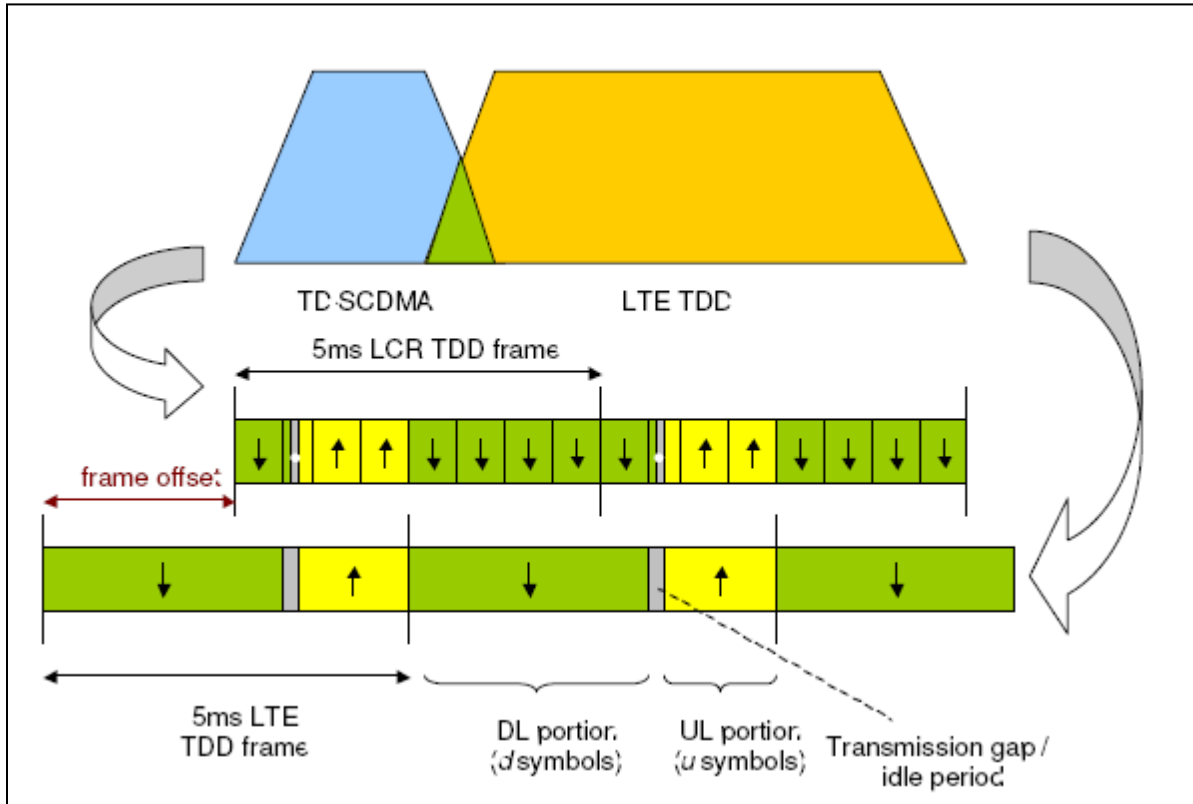 TD-SCDMA
LTE TDD
5ms LCR TDD frame
frame offset
5ms LTE
TDD frame
DL portion
(d symbols)
UL portion
(u symbols)
Transmission gap /
idle period